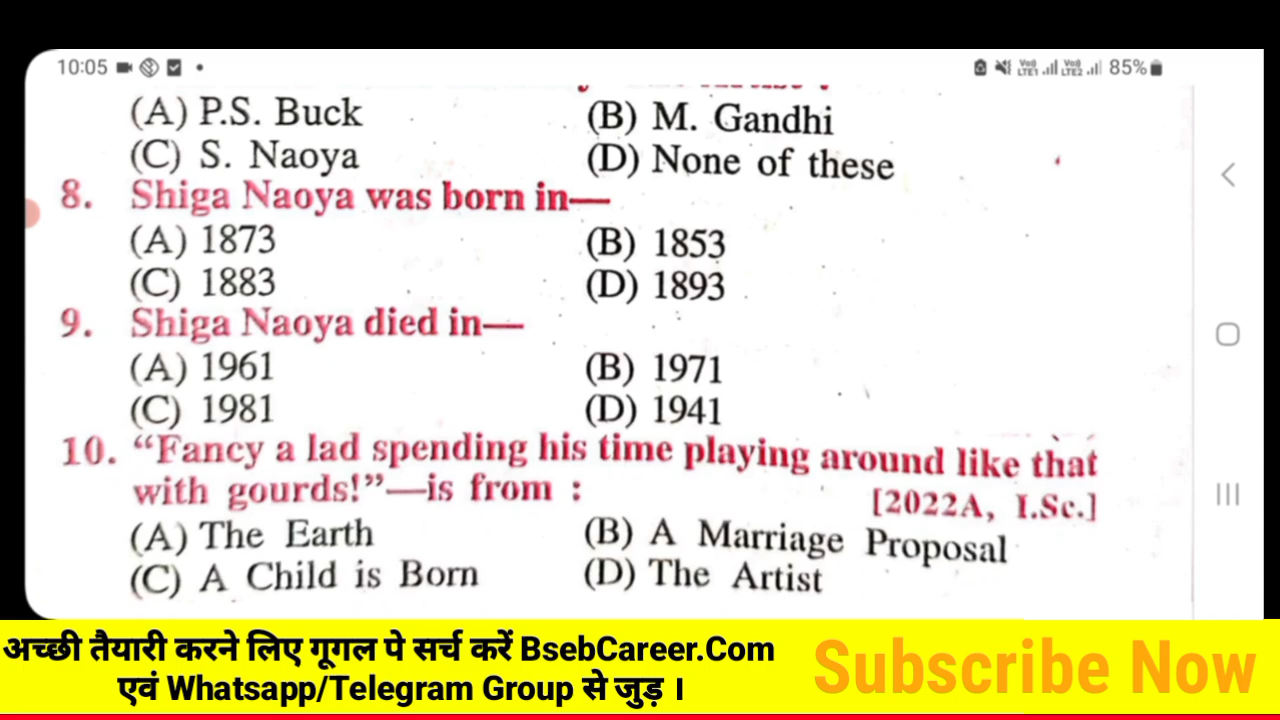 10:05
85%
(A) P.S. Buck (B) M. Gandhi
(C) S. Naoya (D) None of these
8. Shiga Naoya was born in—
(A) 1873 (B) 1853
(C) 1883 (D) 1893
9. Shiga Naoya died in—
(A) 1961 (B) 1971
(C) 1981 (D) 1941
10. “Fancy a lad spending his time playing around like that
with gourds!”—is from : [2022A, I.Sc.]
(A) The Earth (B) A Marriage Proposal
(C) A Child is Born (D) The Artist
अच्छी तैयारी करने लिए गूगल पे सर्च करें BsebCareer.Com
एवं Whatsapp/Telegram Group से जुड़ ।
Subscribe Now